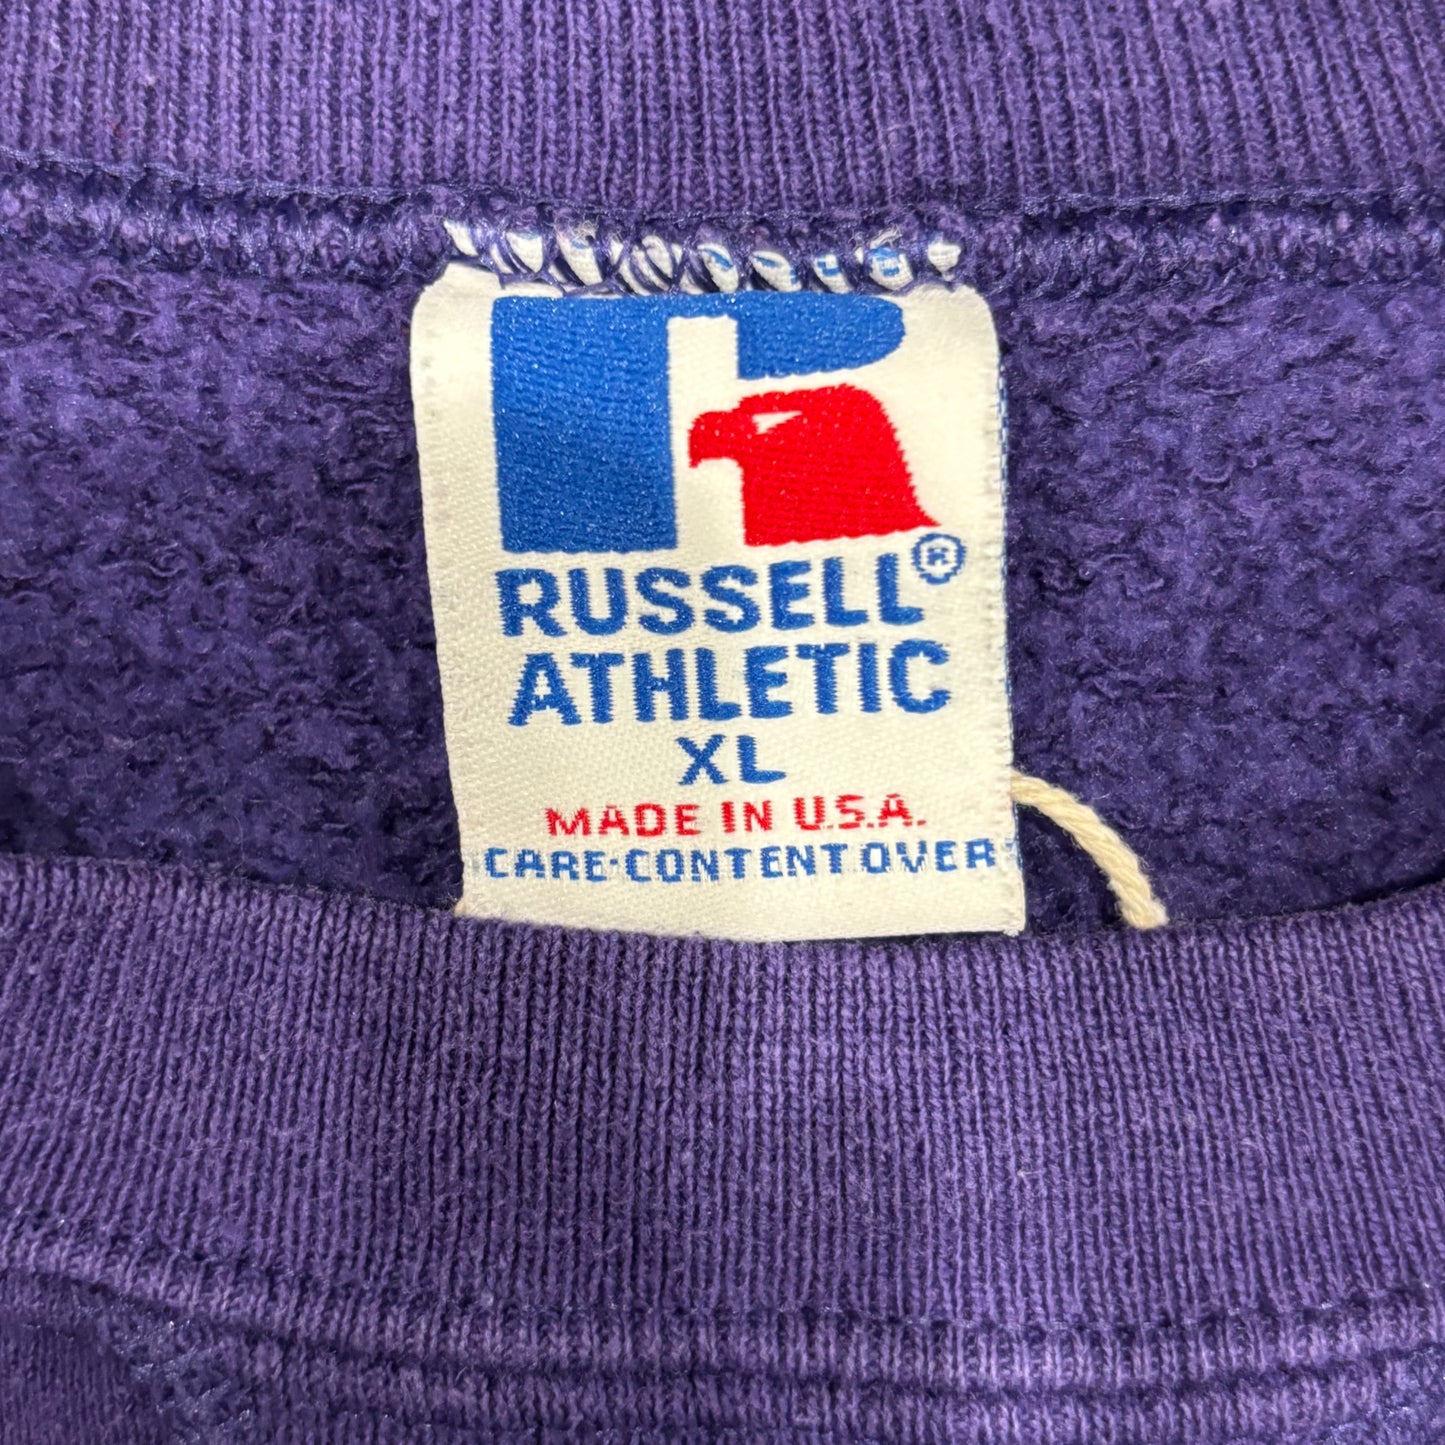 RUSSELL®
ATHLETIC
XL
MADE IN U.S.A.
CARE·CONTENT OVER